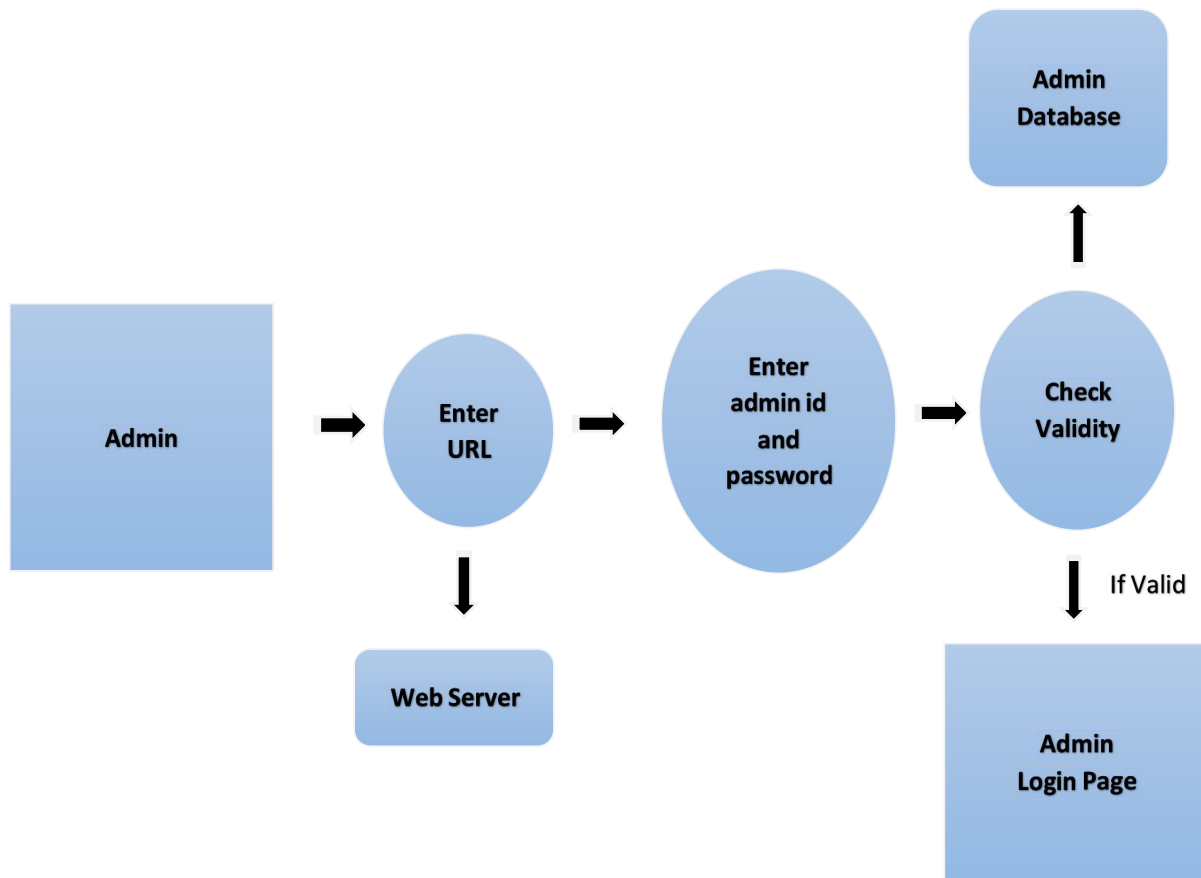 Admin
Database
Admin
Enter
URL
Enter
admin id
and
password
Check
Validity
If Valid
Web Server
Admin
Login Page